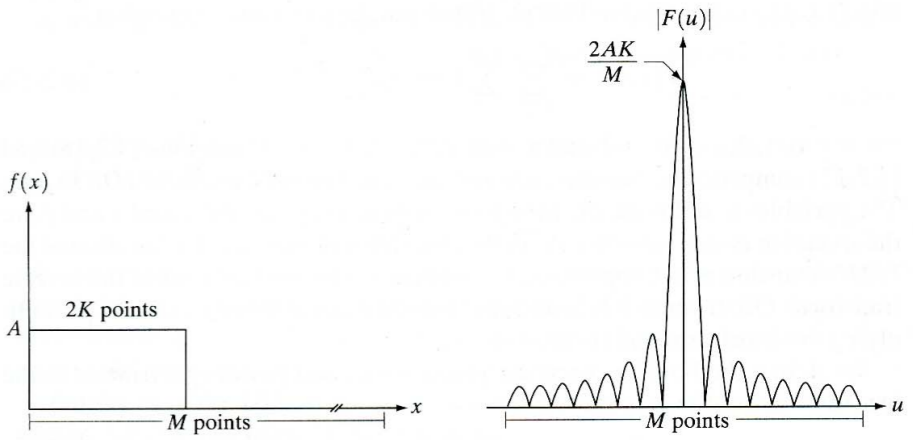 |F(u)|
2AK
M
f(x)
2K points
A
x
M points
u
M points